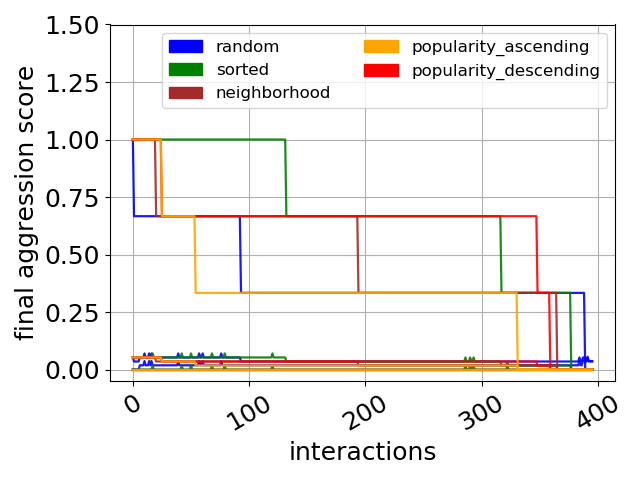 final aggression score
1.50
1.25
1.00
0.75
0.50
0.25
0.00
random
sorted
neighborhood
popularity_ascending
popularity_descending
0
100
200
300
400
interactions